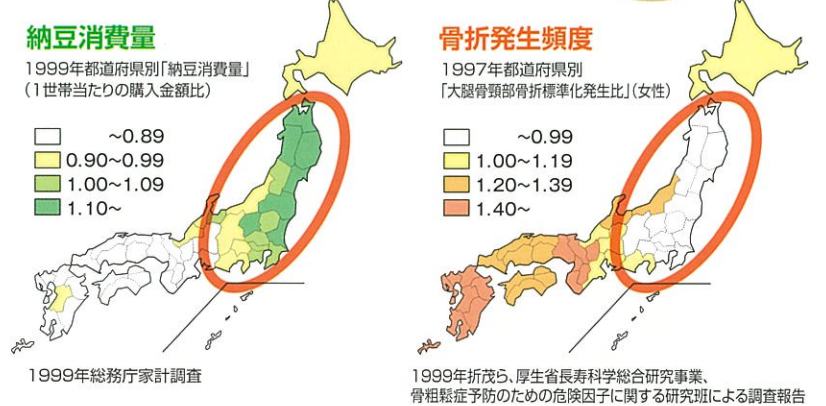 納豆消費量
1999年都道府県別「納豆消費量」
(1世帯当たりの購入金額比)
～0.89
0.90～0.99
1.00～1.09
1.10～
1999年総務庁家計調査
骨折発生頻度
1997年都道府県別
「大腿骨頸部骨折標準化発生比」(女性)
～0.99
1.00～1.19
1.20～1.39
1.40～
1999年折茂ら、厚生省長寿科学総合研究事業、
骨粗鬆症予防のための危険因子に関する研究班による調査報告